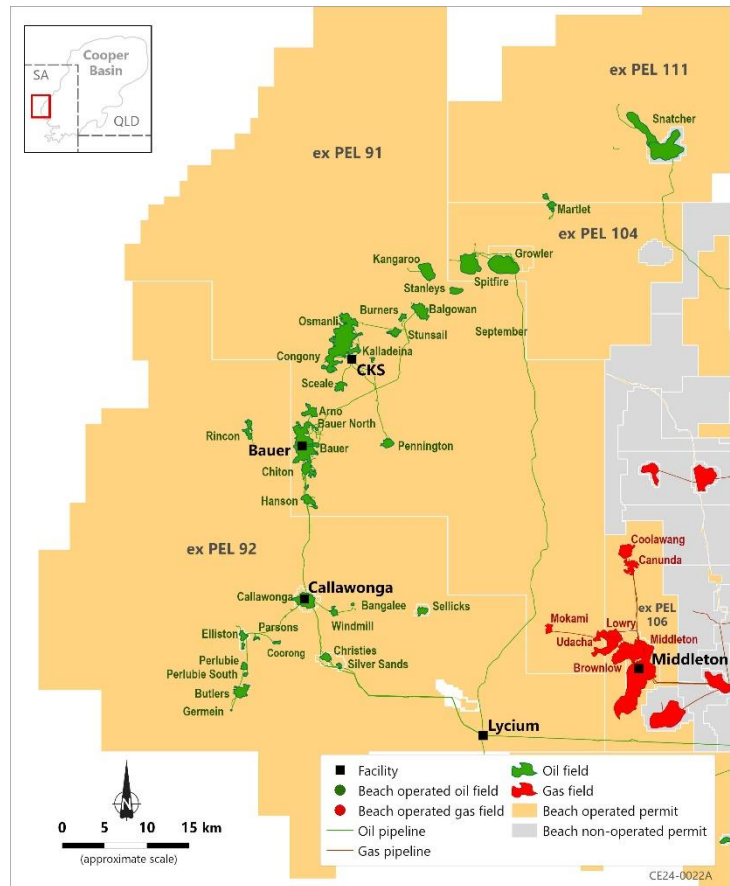 Cooper
Basin
SA
QLD
ex PEL 111
Snatcher
ex PEL 91
Martlet
ex PEL 104
Growler
Kangaroo
Spitfire
Stanleys
Burners
Balgowan
Osmanli
Stunsail
September
Kalladeina
Congony
CKS
Sceale
Arno
Bauer North
Rincon
Bauer
Bauer
Pennington
Chiton
Hanson
ex PEL 92
Coolawang
Canunda
Callawonga
Callawonga
Bangalee
Sellicks
ex PEL
106
Windmill
Mokami
Lowry
Parsons
Elliston
Udacha
Middleton
Coorong
Christies
Brownlow
Middleton
Perlubie
Silver Sands
Perlubie South
Butlers
Germein
Lycium
N
0 5 10 15 km
(approximate scale)
Facility
Oil field
Beach operated oil field
Gas field
Beach operated gas field
Beach operated permit
Oil pipeline
Beach non-operated permit
Gas pipeline
CE24-0022A